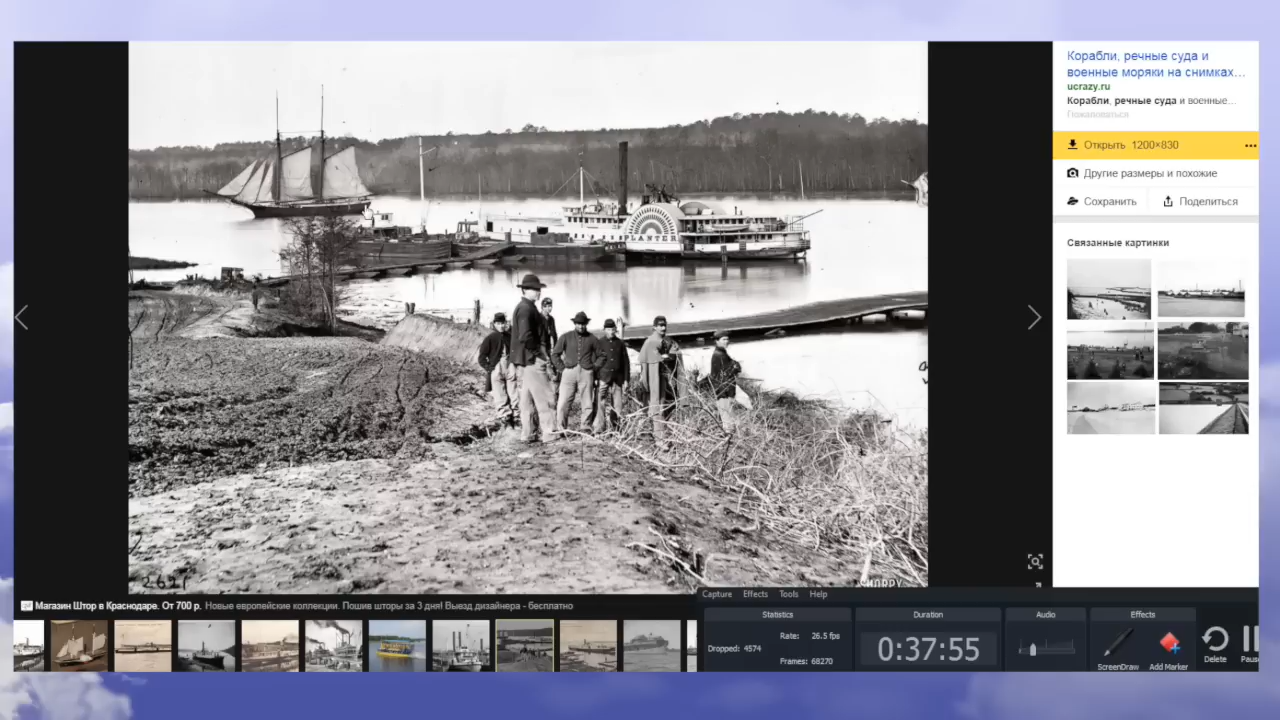 Корабли, речные суда и
военные моряки на снимках...
ucrazy.ru
Корабли, речные суда и военные...
Пожаловаться
Открыть 1200×830
Другие размеры и похожие
Сохранить
Поделиться
Связанные картинки
PLANTER
2621
Магазин Штор в Краснодаре. От 700 р. Новые европейские коллекции. Пошив шторы за 3 дня! Выезд дизайнера - бесплатно
Capture Effects Tools Help
Statistics
Dropped: 4574
Rate: 26.5 fps
Frames: 68270
Duration
0:37:55
Audio
Effects
ScreenDraw
Add Marker
Delete
Paus